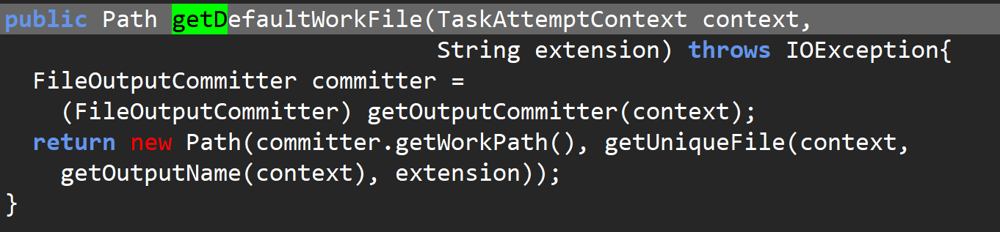 public Path getDefaultWorkFile(TaskAttemptContext context,
String extension) throws IOException{
FileOutputCommitter committer =
(FileOutputCommitter) getOutputCommitter(context);
return new Path(committer.getWorkPath(), getUniqueFile(context,
getOutputName(context), extension));
}